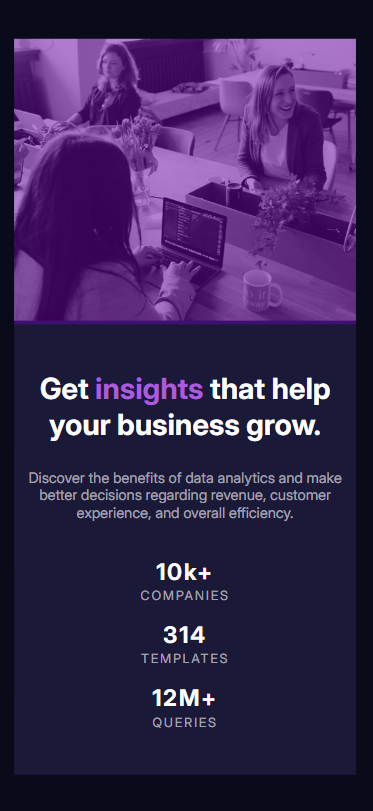 Get insights that help
your business grow.
Discover the benefits of data analytics and make
better decisions regarding revenue, customer
experience, and overall efficiency.
10k+
COMPANIES
314
TEMPLATES
12M+
QUERIES